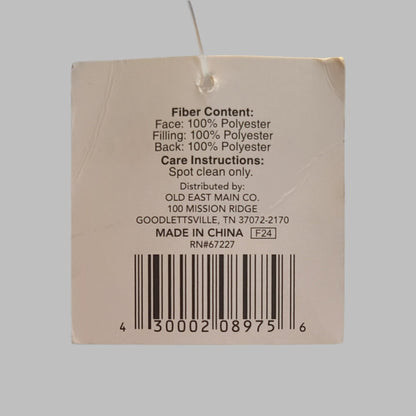 Fiber Content:
Face: 100% Polyester
Filling: 100% Polyester
Back: 100% Polyester
Care Instructions:
Spot clean only.
Distributed by:
OLD EAST MAIN CO.
100 MISSION RIDGE
GOODLETTSVILLE, TN 37072-2170
MADE IN CHINA F24
RN#67227
4 30002 08975 6